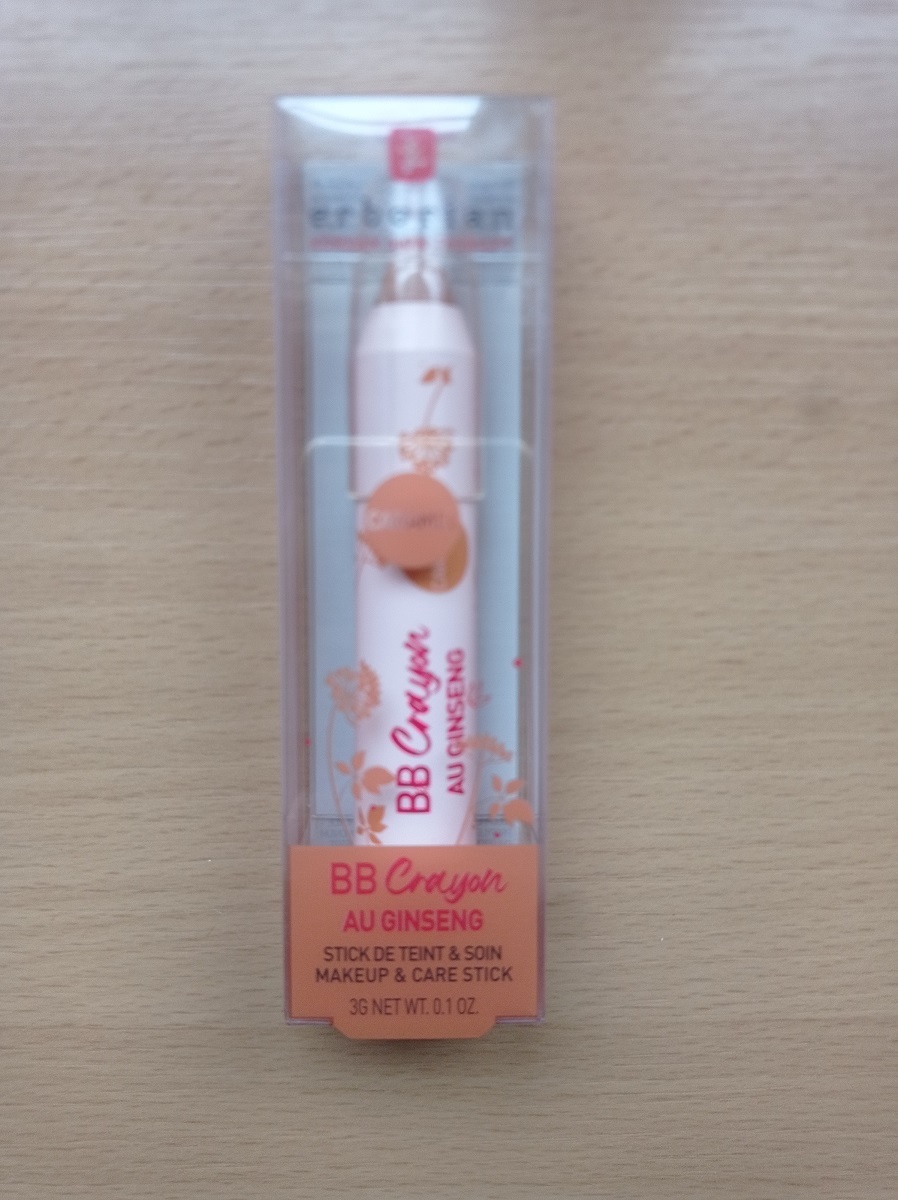 erborian
BB Crayon
AU GINSENG
BB Crayon
AU GINSENG
STICK DE TEINT & SOIN
MAKEUP & CARE STICK
3G NET WT. 0.1 OZ.